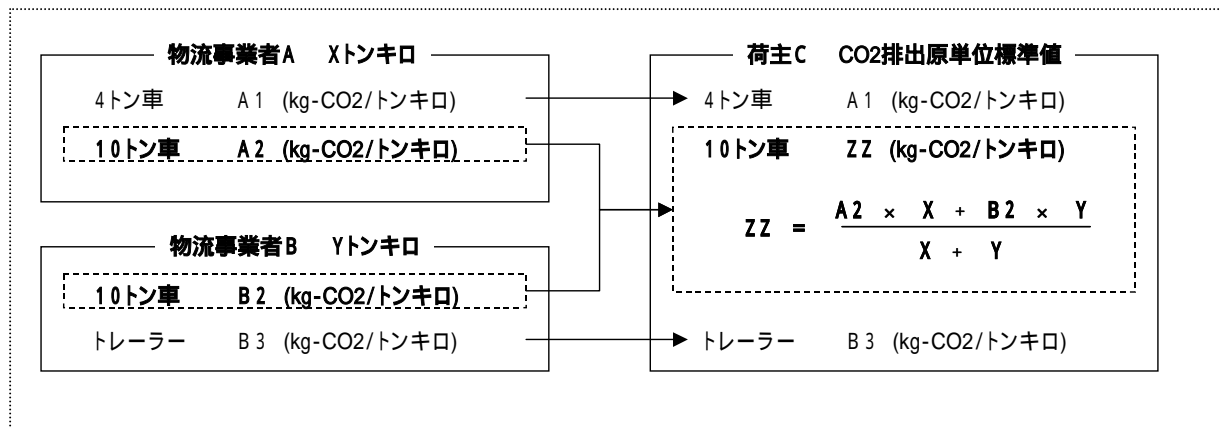 物流事業者A Xトンキロ
4トン車 A1 (kg-CO2/トンキロ)
10トン車 A2 (kg-CO2/トンキロ)
物流事業者B Yトンキロ
10トン車 B2 (kg-CO2/トンキロ)
トレーラー B3 (kg-CO2/トンキロ)
荷主C CO2排出原単位標準値
4トン車 A1 (kg-CO2/トンキロ)
10トン車 ZZ (kg-CO2/トンキロ)
A2 × X + B2 × Y
ZZ =
X + Y
トレーラー B3 (kg-CO2/トンキロ)